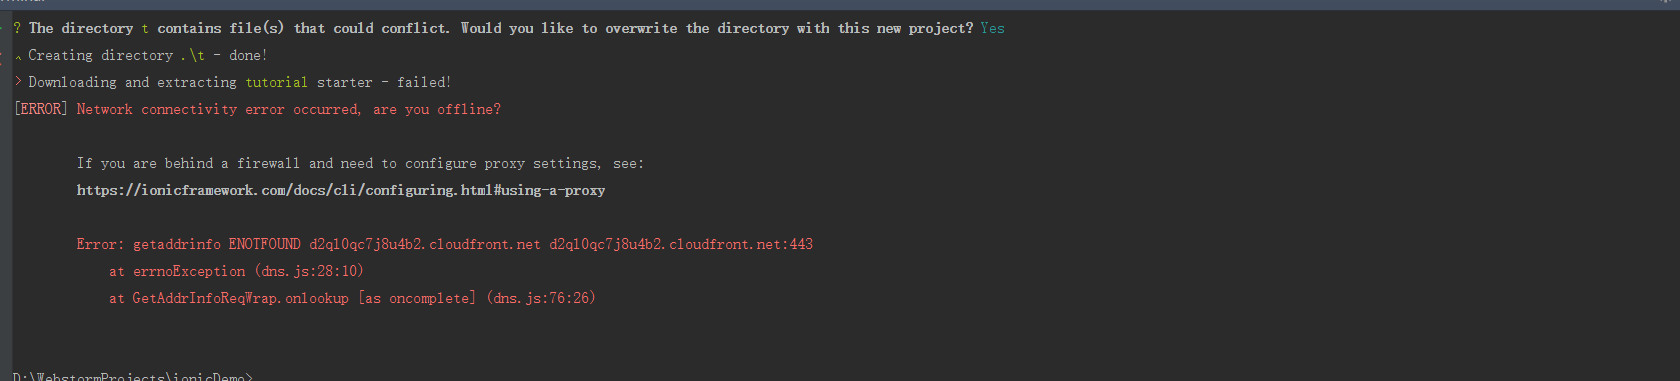 ? The directory t contains file(s) that could conflict. Would you like to overwrite the directory with this new project? Yes
Creating directory .\t - done!
> Downloading and extracting tutorial starter - failed!
[ERROR] Network connectivity error occurred, are you offline?
If you are behind a firewall and need to configure proxy settings, see:
https://ionicframework.com/docs/cli/configuring.html#using-a-proxy
Error: getaddrinfo ENOTFOUND d2ql0qc7j8u4b2.cloudfront.net d2ql0qc7j8u4b2.cloudfront.net:443
at errnoException (dns.js:28:10)
at GetAddrInfoReqWrap.onlookup [as oncomplete] (dns.js:76:26)
D:\WebstormProjects\ionicDemo>